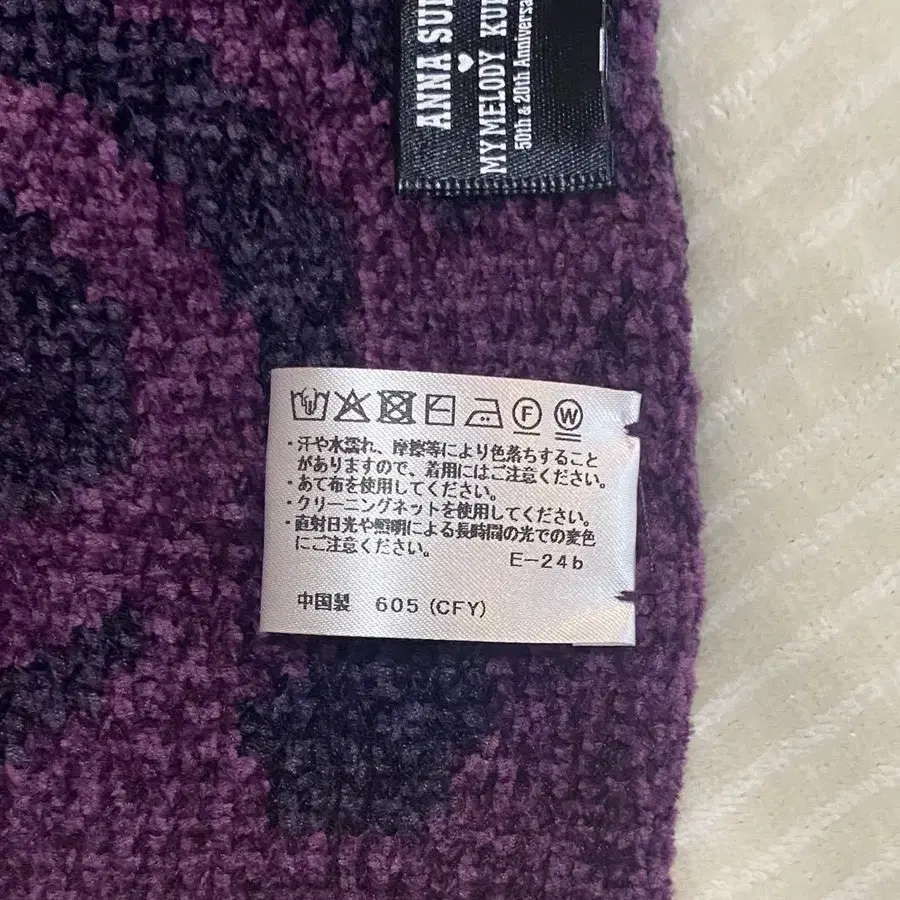 ANNA SUI
MY MELODY KU
50th & 20th Anniversa
F W
・汗や水濡れ、摩擦等により色落ちすること
がありますので、着用にはご注意ください。
・あて布を使用してください。
・クリーニングネットを使用してください。
・直射日光や照明による長時間の光での変色
にご注意ください。
E-24b
中国製 605 (CFY)